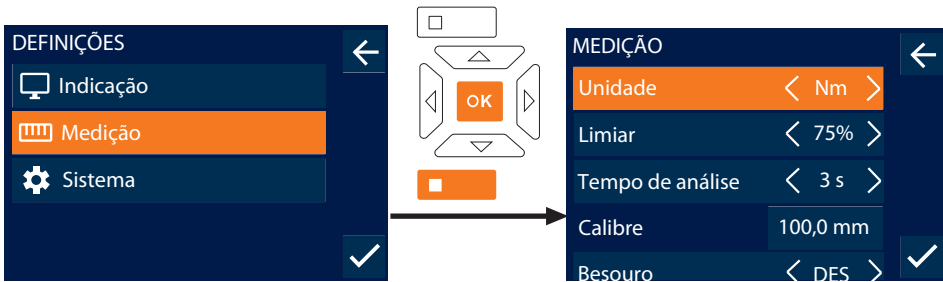 DEFINIÇÕES
Indicação
Medição
Sistema
OK
MEDIÇÃO
Unidade Nm
Limiar 75%
Tempo de análise 3 s
Calibre 100,0 mm
Besouro DES